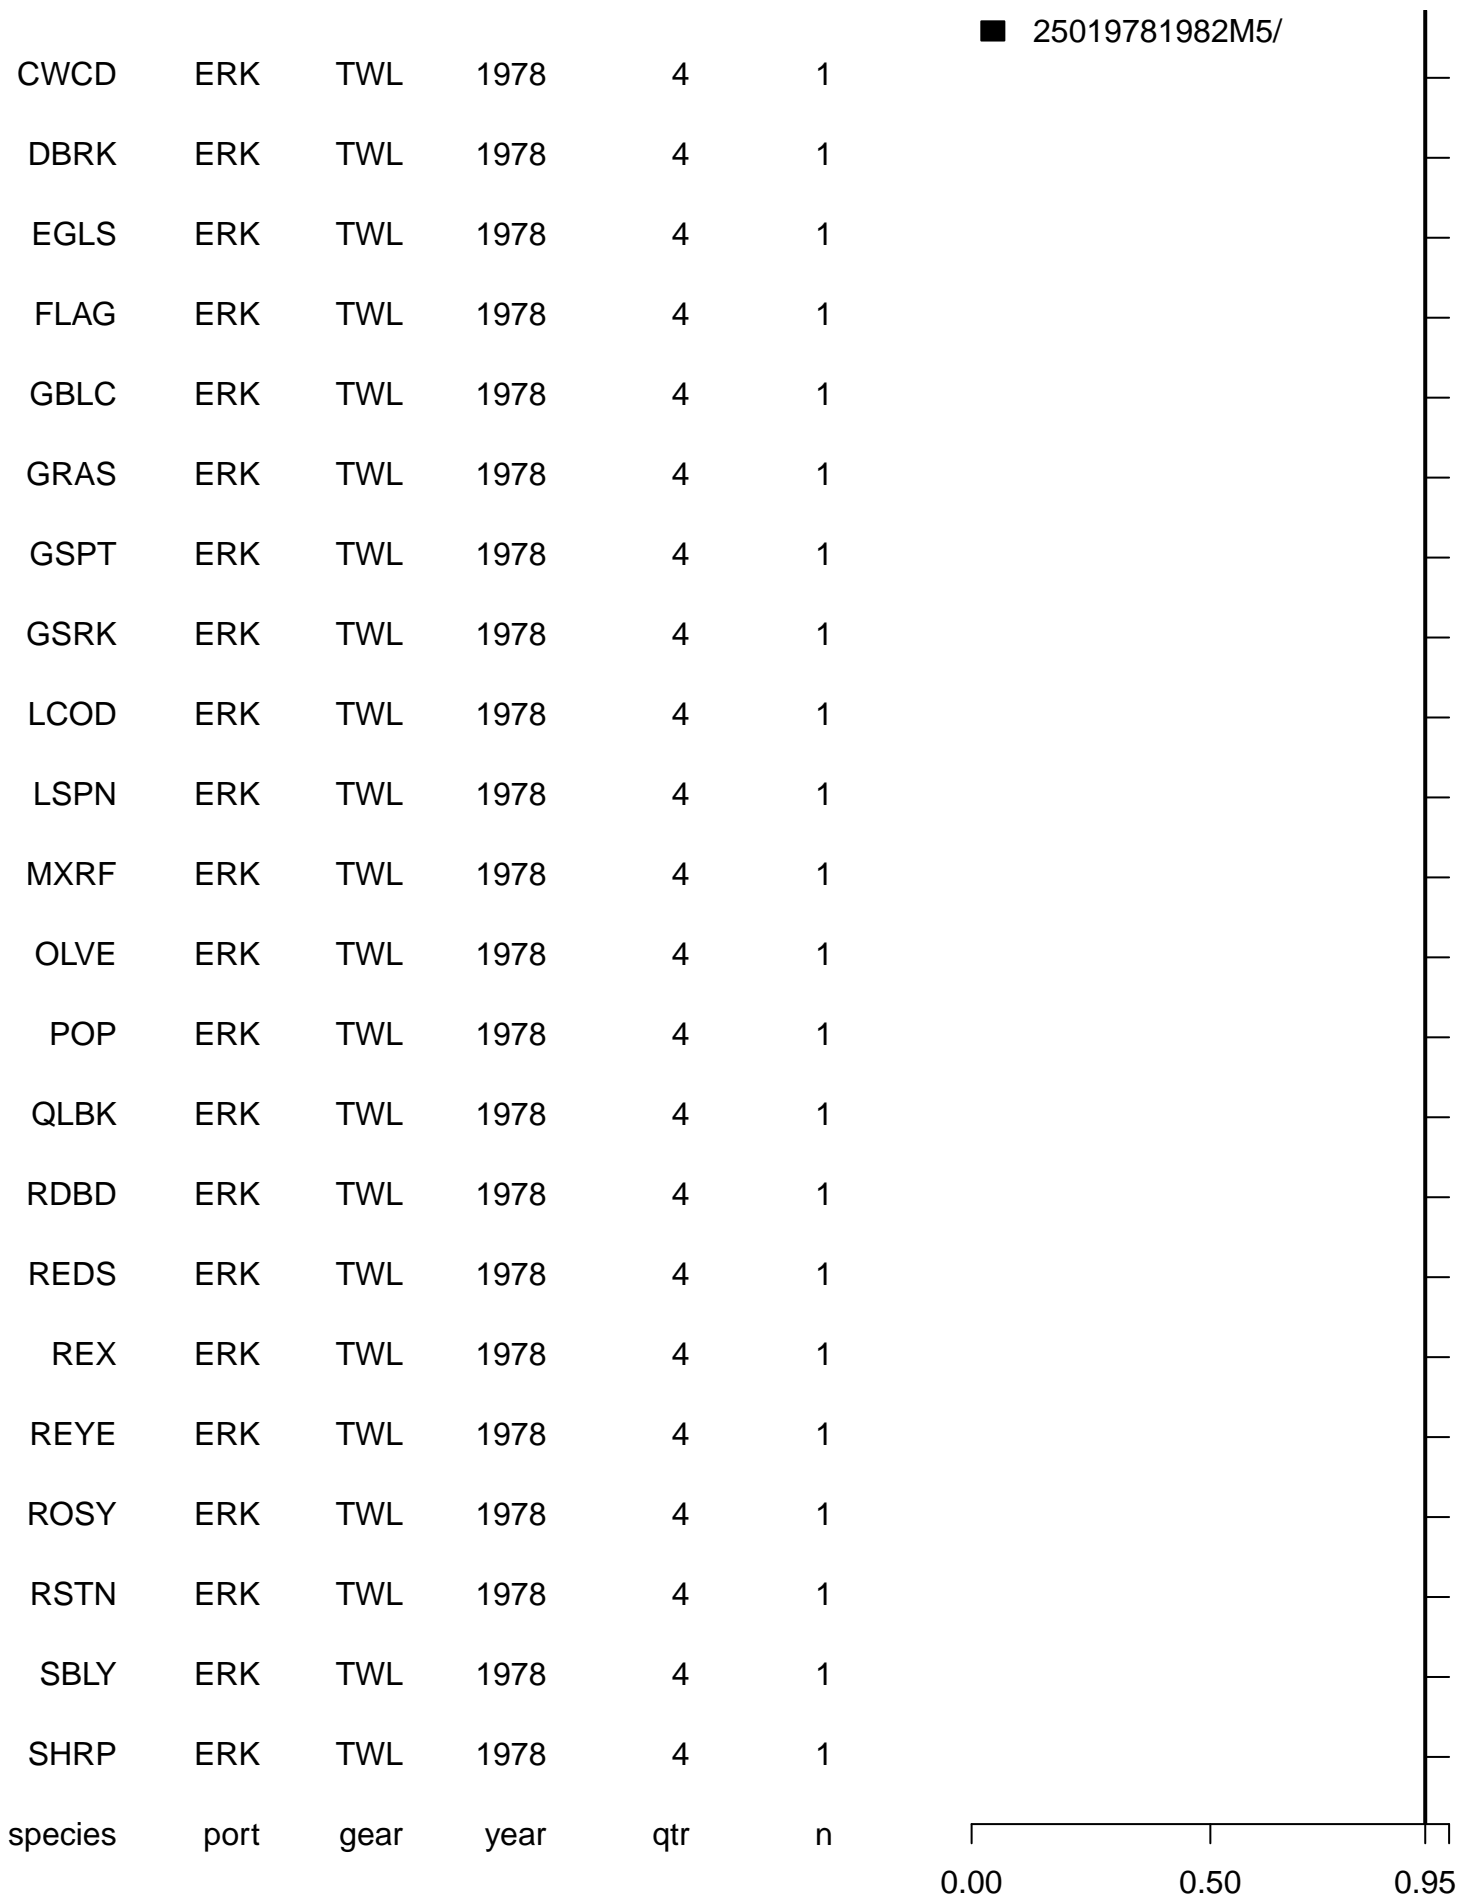 25019781982M5/
CWCD ERK TWL 1978 4 1
DBRK ERK TWL 1978 4 1
EGLS ERK TWL 1978 4 1
FLAG ERK TWL 1978 4 1
GBLC ERK TWL 1978 4 1
GRAS ERK TWL 1978 4 1
GSPT ERK TWL 1978 4 1
GSRK ERK TWL 1978 4 1
LCOD ERK TWL 1978 4 1
LSPN ERK TWL 1978 4 1
MXRF ERK TWL 1978 4 1
OLVE ERK TWL 1978 4 1
POP ERK TWL 1978 4 1
QLBK ERK TWL 1978 4 1
RDBD ERK TWL 1978 4 1
REDS ERK TWL 1978 4 1
REX ERK TWL 1978 4 1
REYE ERK TWL 1978 4 1
ROSY ERK TWL 1978 4 1
RSTN ERK TWL 1978 4 1
SBLY ERK TWL 1978 4 1
SHRP ERK TWL 1978 4 1
species port gear year qtr n
0.00 0.50 0.95